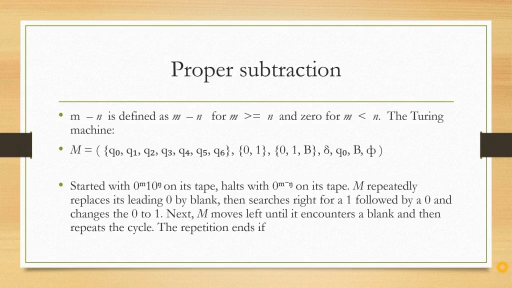 Proper subtraction
• m – n is defined as m – n for m >= n and zero for m < n. The Turing
machine:
• M = ( {q₀, q₁, q₂, q₃, q₄, q₅, q₆}, {0, 1}, {0, 1, B}, δ, q₀, B, ф )
• Started with 0ᵐ10ⁿ on its tape, halts with 0ᵐ⁻ⁿ on its tape. M repeatedly
replaces its leading 0 by blank, then searches right for a 1 followed by a 0 and
changes the 0 to 1. Next, M moves left until it encounters a blank and then
repeats the cycle. The repetition ends if